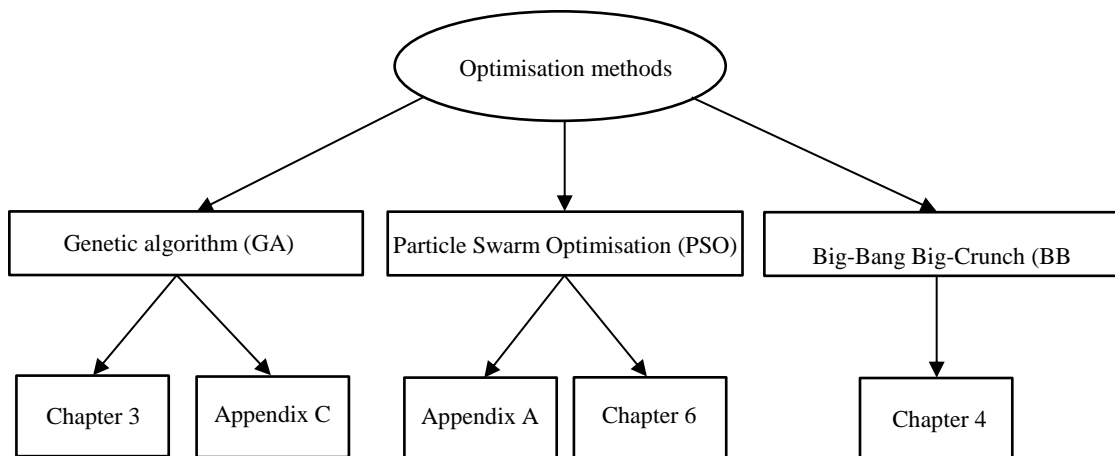 Optimisation methods
Genetic algorithm (GA)
Particle Swarm Optimisation (PSO)
Big-Bang Big-Crunch (BB
Chapter 3
Appendix C
Appendix A
Chapter 6
Chapter 4